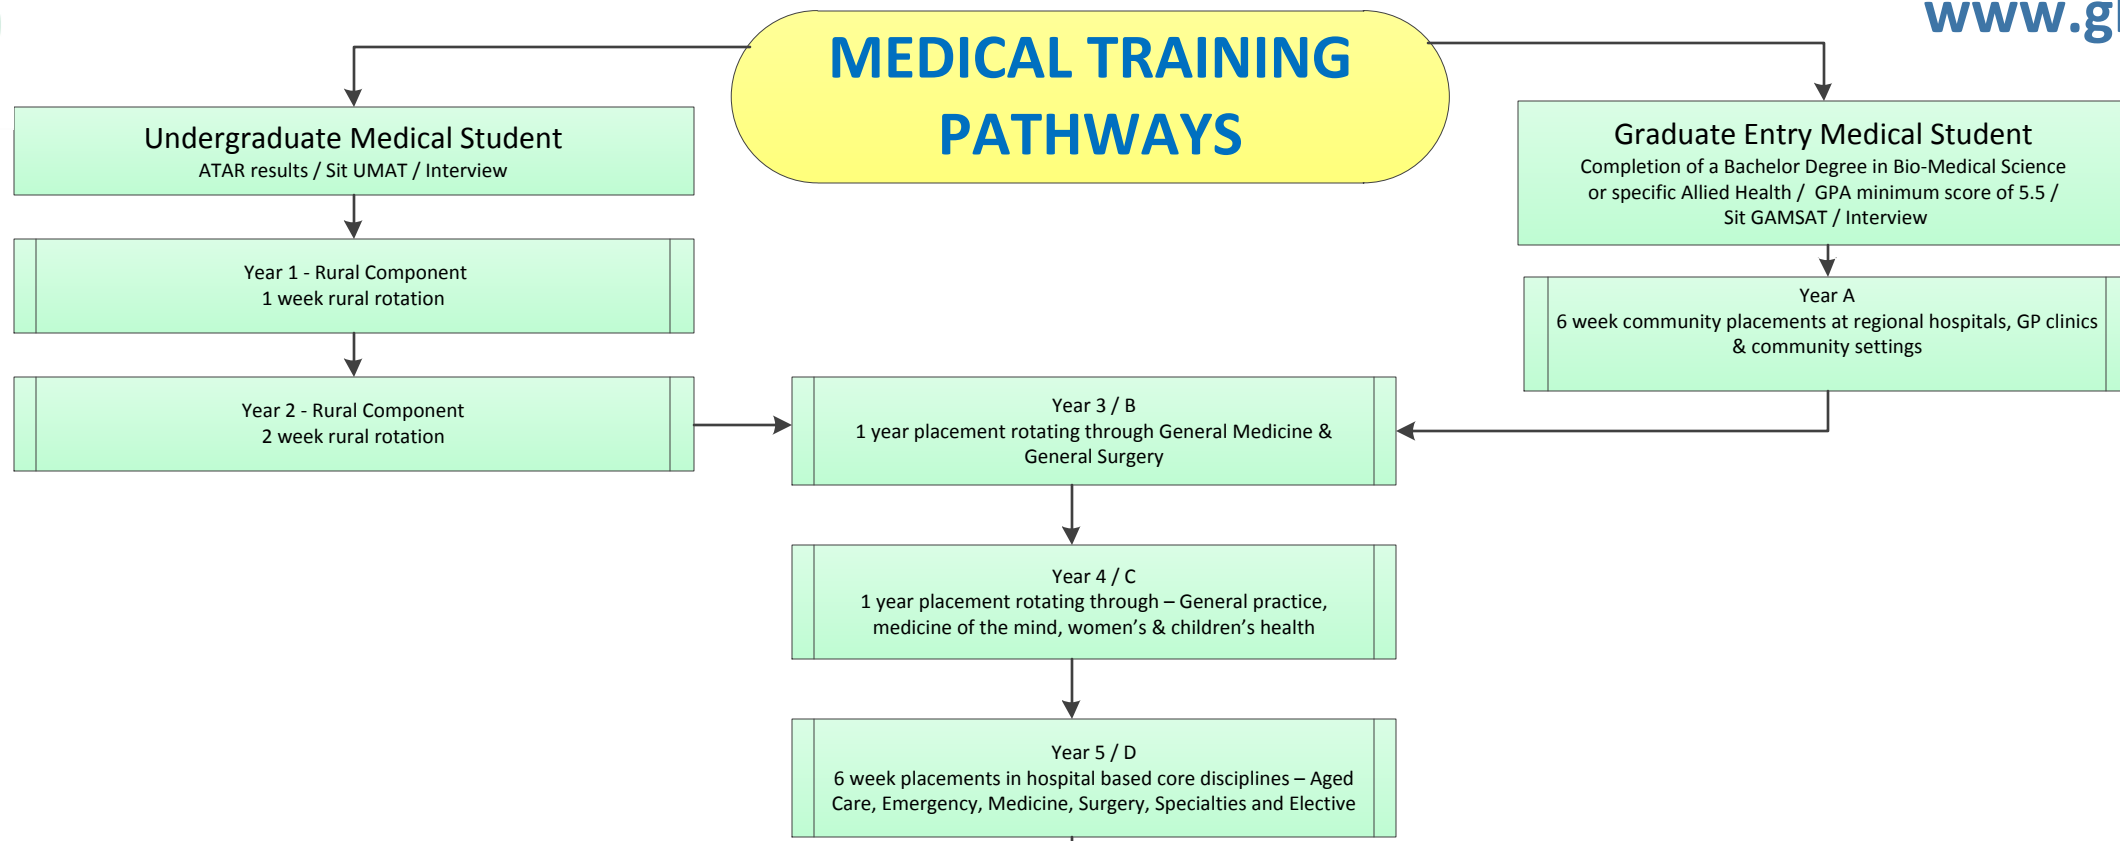 www.gl
MEDICAL TRAINING
PATHWAYS
Undergraduate Medical Student
ATAR results / Sit UMAT / Interview
Graduate Entry Medical Student
Completion of a Bachelor Degree in Bio-Medical Science
or specific Allied Health / GPA minimum score of 5.5 /
Sit GAMSAT / Interview
Year 1 - Rural Component
1 week rural rotation
Year A
6 week community placements at regional hospitals, GP clinics
& community settings
Year 2 - Rural Component
2 week rural rotation
Year 3 / B
1 year placement rotating through General Medicine &
General Surgery
Year 4 / C
1 year placement rotating through – General practice,
medicine of the mind, women’s & children’s health
Year 5 / D
6 week placements in hospital based core disciplines – Aged
Care, Emergency, Medicine, Surgery, Specialties and Elective